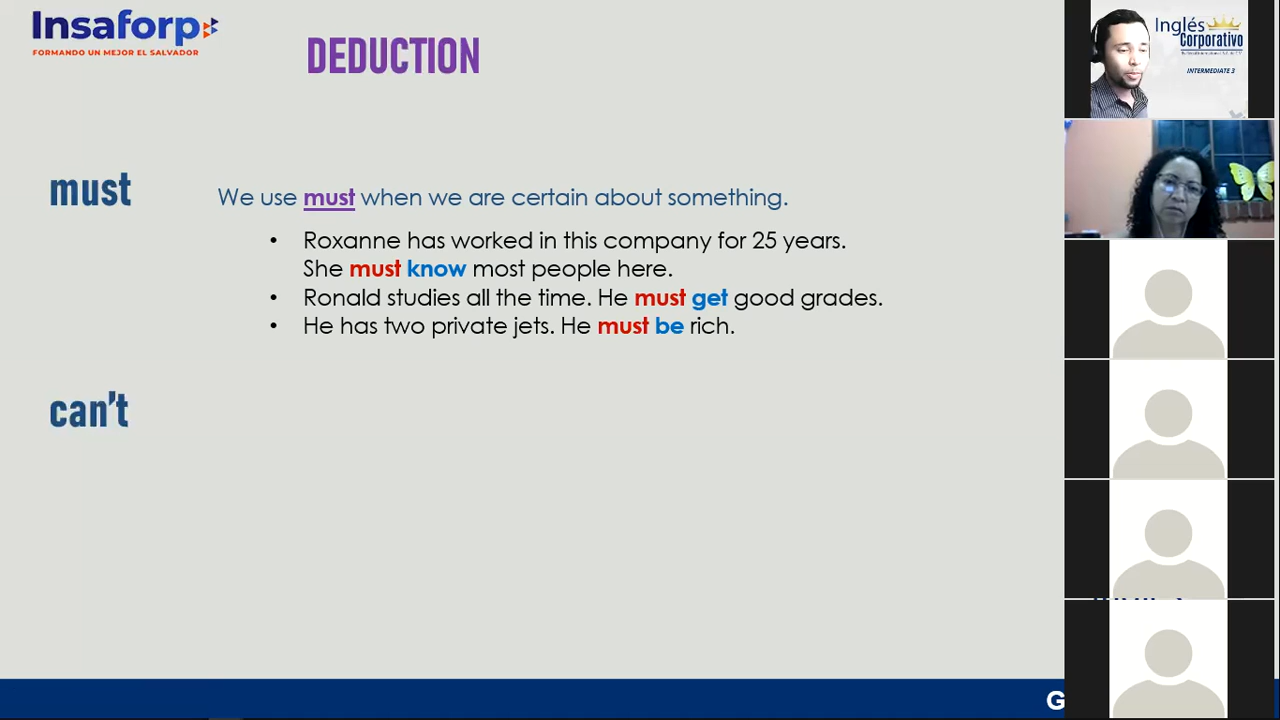 Insaforp
FORMANDO UN MEJOR EL SALVADOR
DEDUCTION
must
We use must when we are certain about something.
• Roxanne has worked in this company for 25 years.
She must know most people here.
• Ronald studies all the time. He must get good grades.
• He has two private jets. He must be rich.
can't
G
Inglés
Corporativo
INTERMEDIATE 3